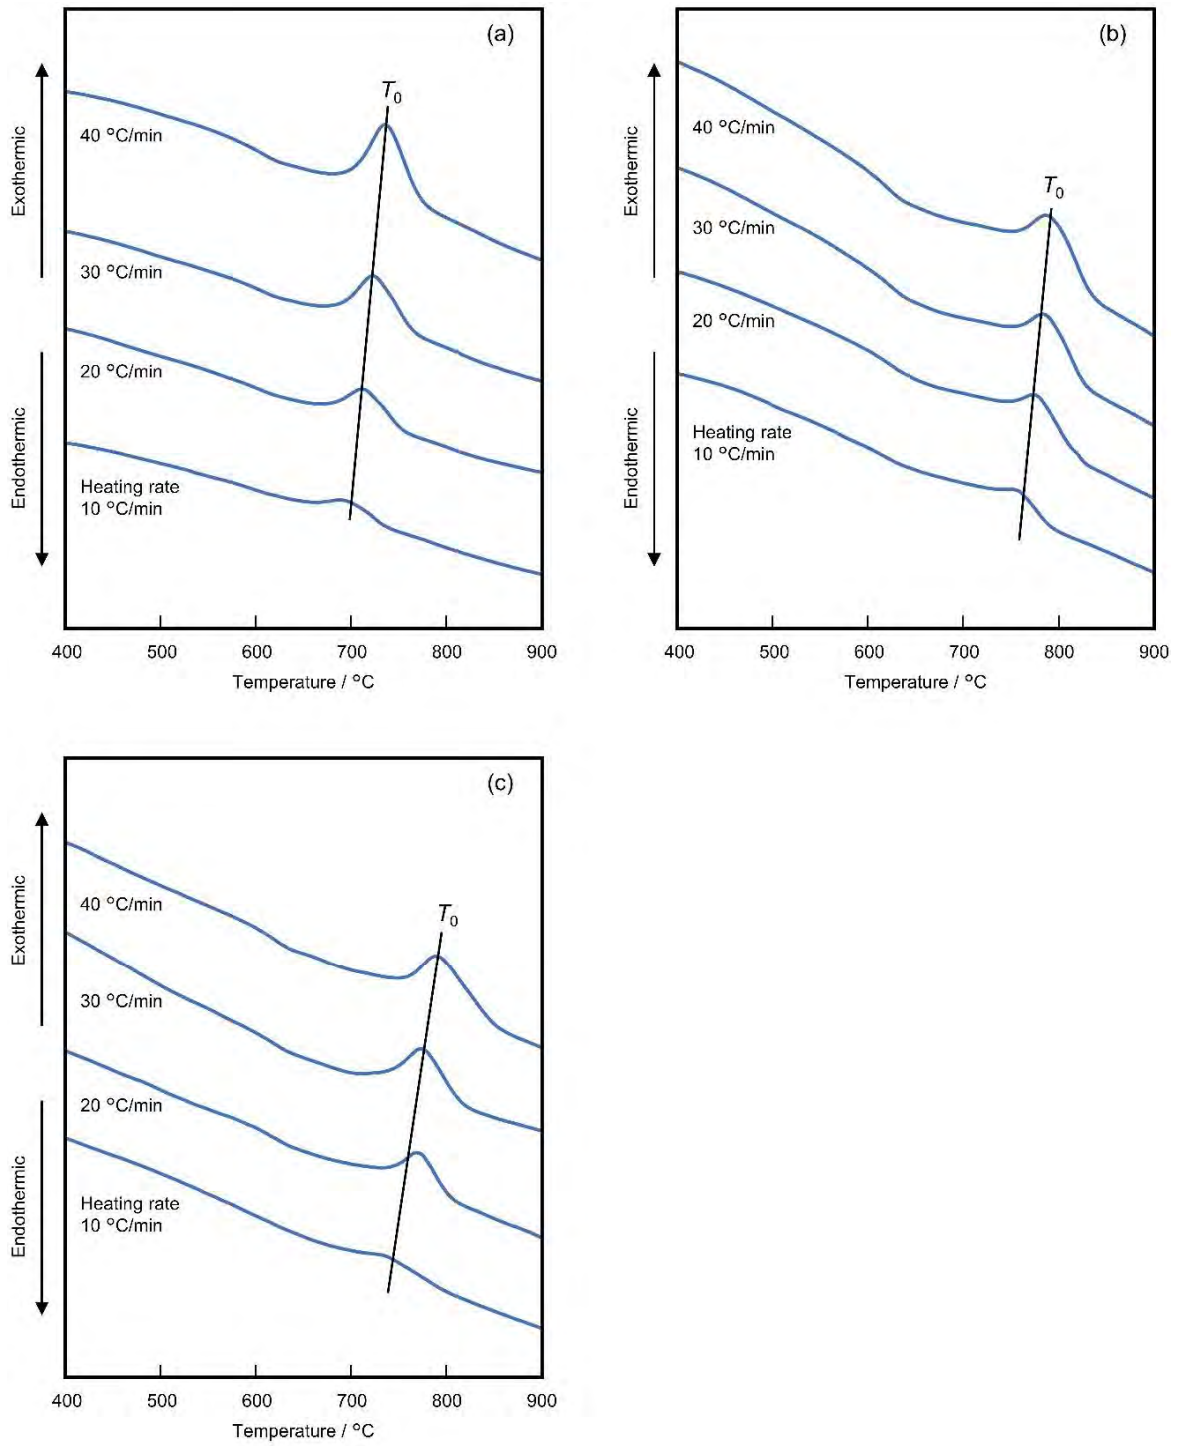 (a)
T0
Exothermic
Endothermic
40 °C/min
30 °C/min
20 °C/min
Heating rate
10 °C/min
400 500 600 700 800 900
Temperature / °C
(b)
T0
Exothermic
Endothermic
40 °C/min
30 °C/min
20 °C/min
Heating rate
10 °C/min
400 500 600 700 800 900
Temperature / °C
(c)
T0
Exothermic
Endothermic
40 °C/min
30 °C/min
20 °C/min
Heating rate
10 °C/min
400 500 600 700 800 900
Temperature / °C